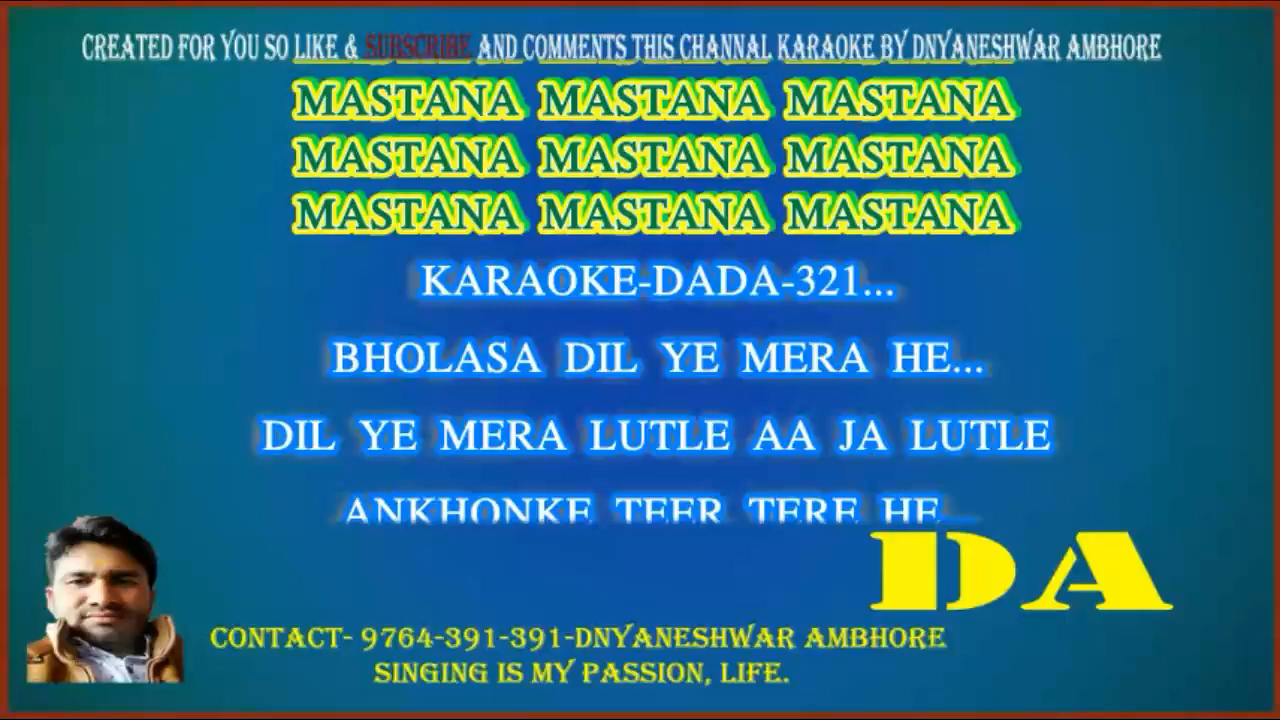 CREATED FOR YOU SO LIKE & SUBSCRIBE AND COMMENTS THIS CHANNAL KARAOKE BY DNYANESHWAR AMBHORE
MASTANA MASTANA MASTANA
MASTANA MASTANA MASTANA
MASTANA MASTANA MASTANA
KARAOKE-DADA-321...
BHOLASA DIL YE MERA HE...
DIL YE MERA LUTLE AA JA LUTLE
ANKHONKE TEER TERE HE...
DA
CONTACT- 9764-391-391-DNYANESHWAR AMBHORE
SINGING IS MY PASSION, LIFE.